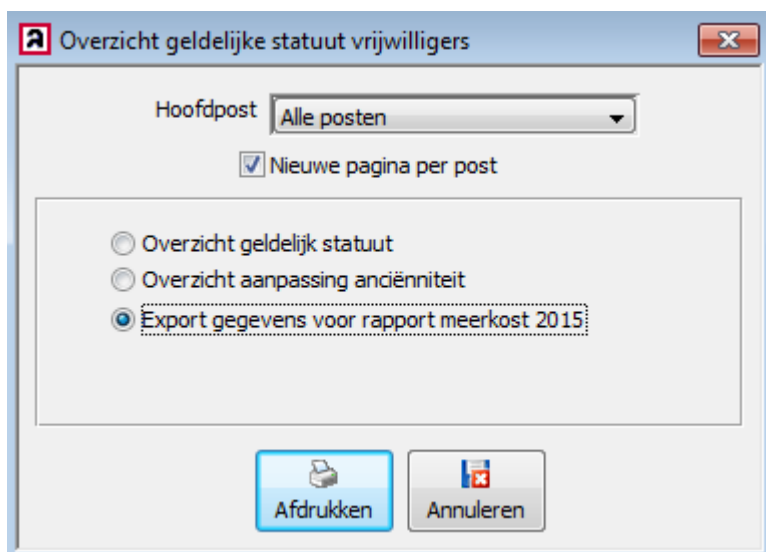 a Overzicht geldelijke statuut vrijwilligers
Hoofdpost Alle posten
Nieuwe pagina per post
Overzicht geldelijk statuut
Overzicht aanpassing anciënniteit
Export gegevens voor rapport meerkost 2015
Afdrukken Annuleren